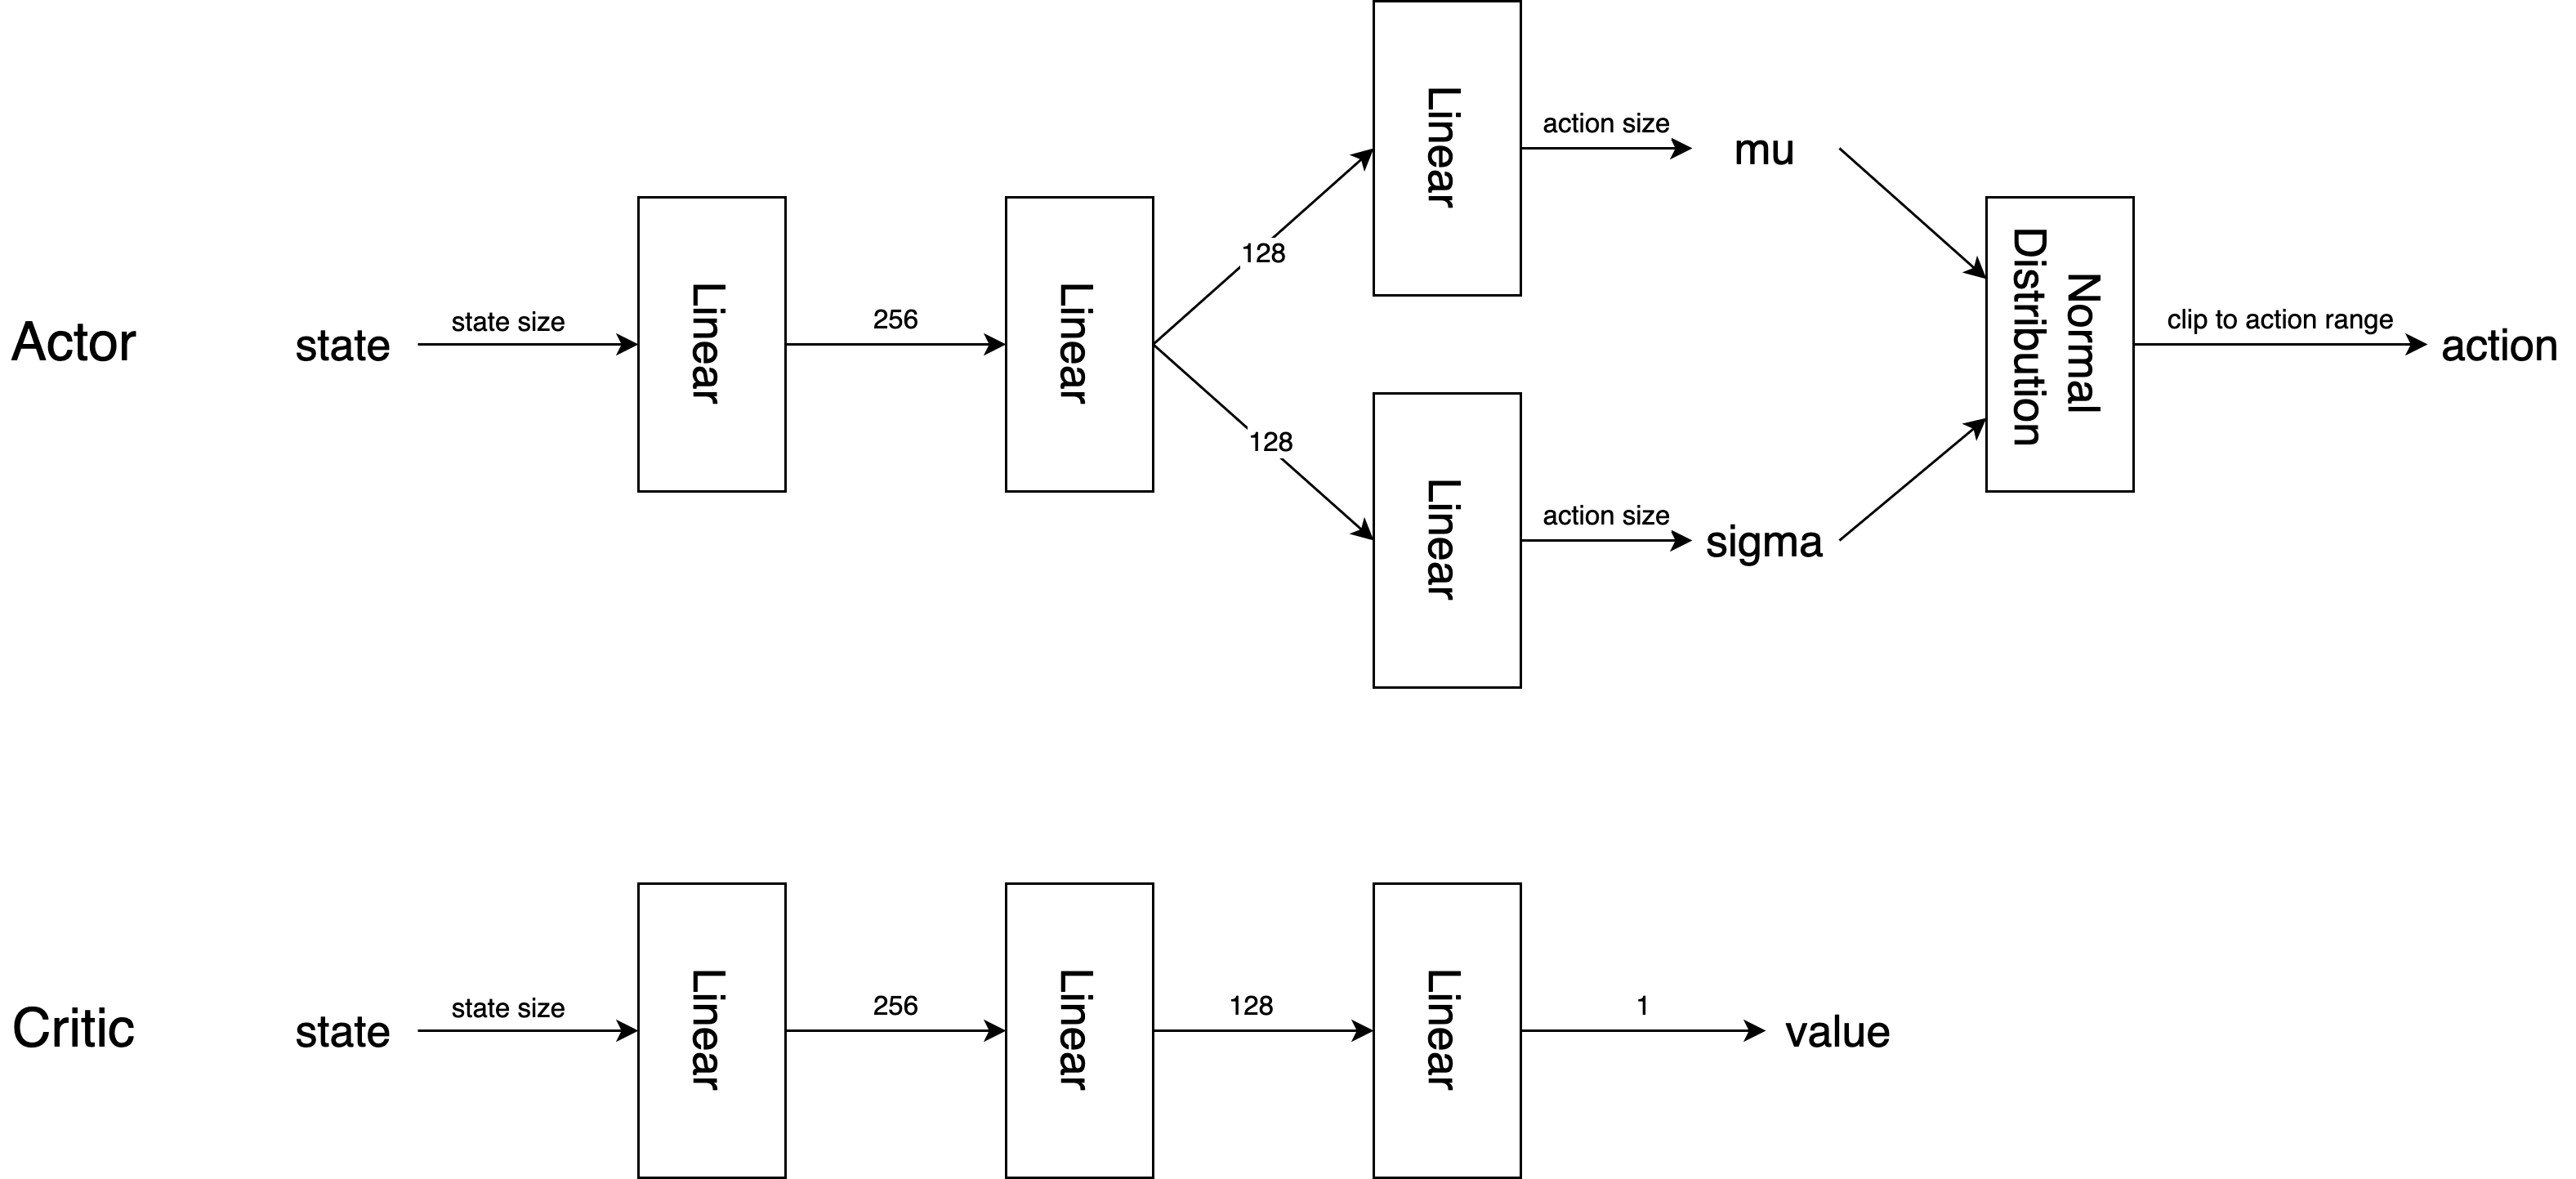 Actor
state
state size
Linear
256
Linear
128
128
Linear
action size
mu
Linear
action size
sigma
Normal
Distribution
clip to action range
action
Critic
state
state size
Linear
256
Linear
128
Linear
1
value